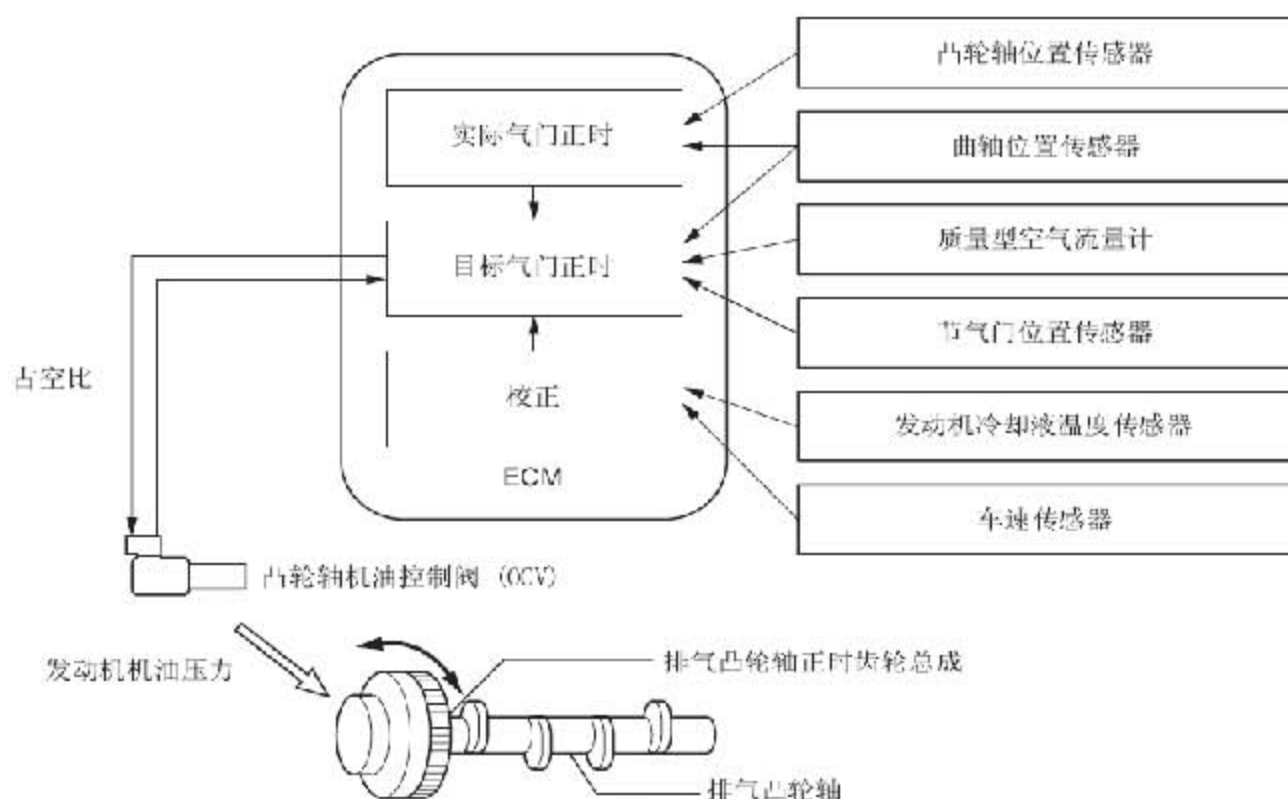 凸轮轴位置传感器
实际气门正时
曲轴位置传感器
质量型空气流量计
目标气门正时
节气门位置传感器
占空比
校正
发动机冷却液温度传感器
ECM
车速传感器
凸轮轴机油控制阀 (OCV)
发动机机油压力
排气凸轮轴正时齿轮总成
排气凸轮轴